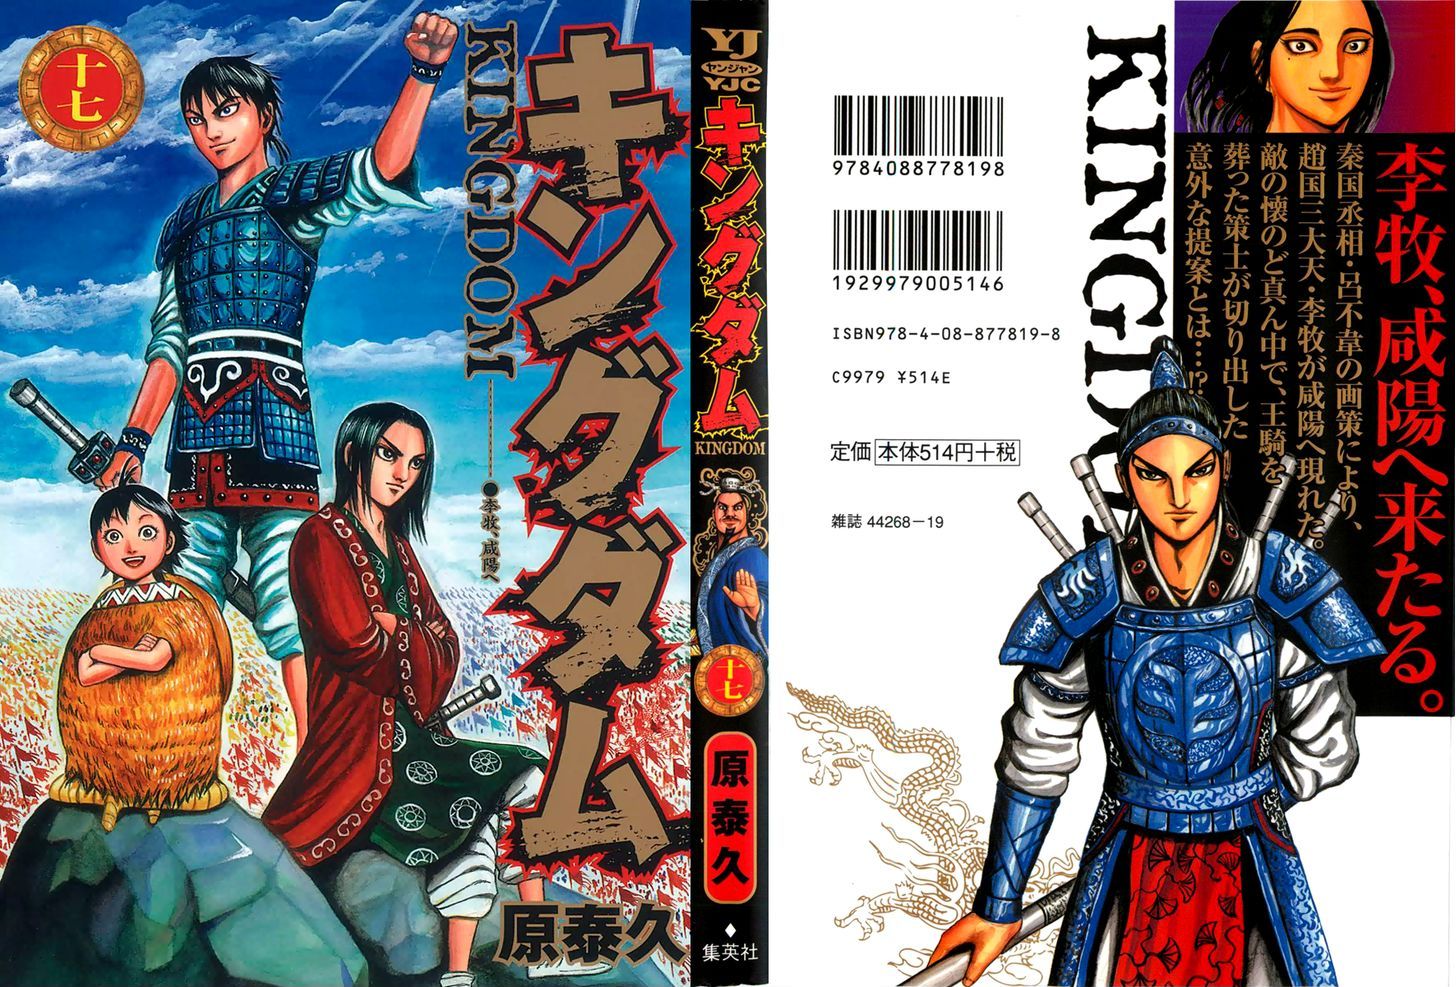 十七
キングダム
KINGDOM
●李牧、咸陽へ
原泰久
YJ
ヤンジャン
YJC
キングダム
KINGDOM
十七
原泰久
集英社
9784088778198
1929979005146
ISBN978-4-08-877819-8
C9979 ¥514E
定価 本体514円+税
雑誌 44268-19
KINGDOM
李牧、咸陽へ来たる。
秦国丞相・呂不韋の画策により、
趙国三大天・李牧が咸陽へ現れた。
敵の懐のど真ん中で、王騎を
葬った策士が切り出した
意外な提案とは…!?